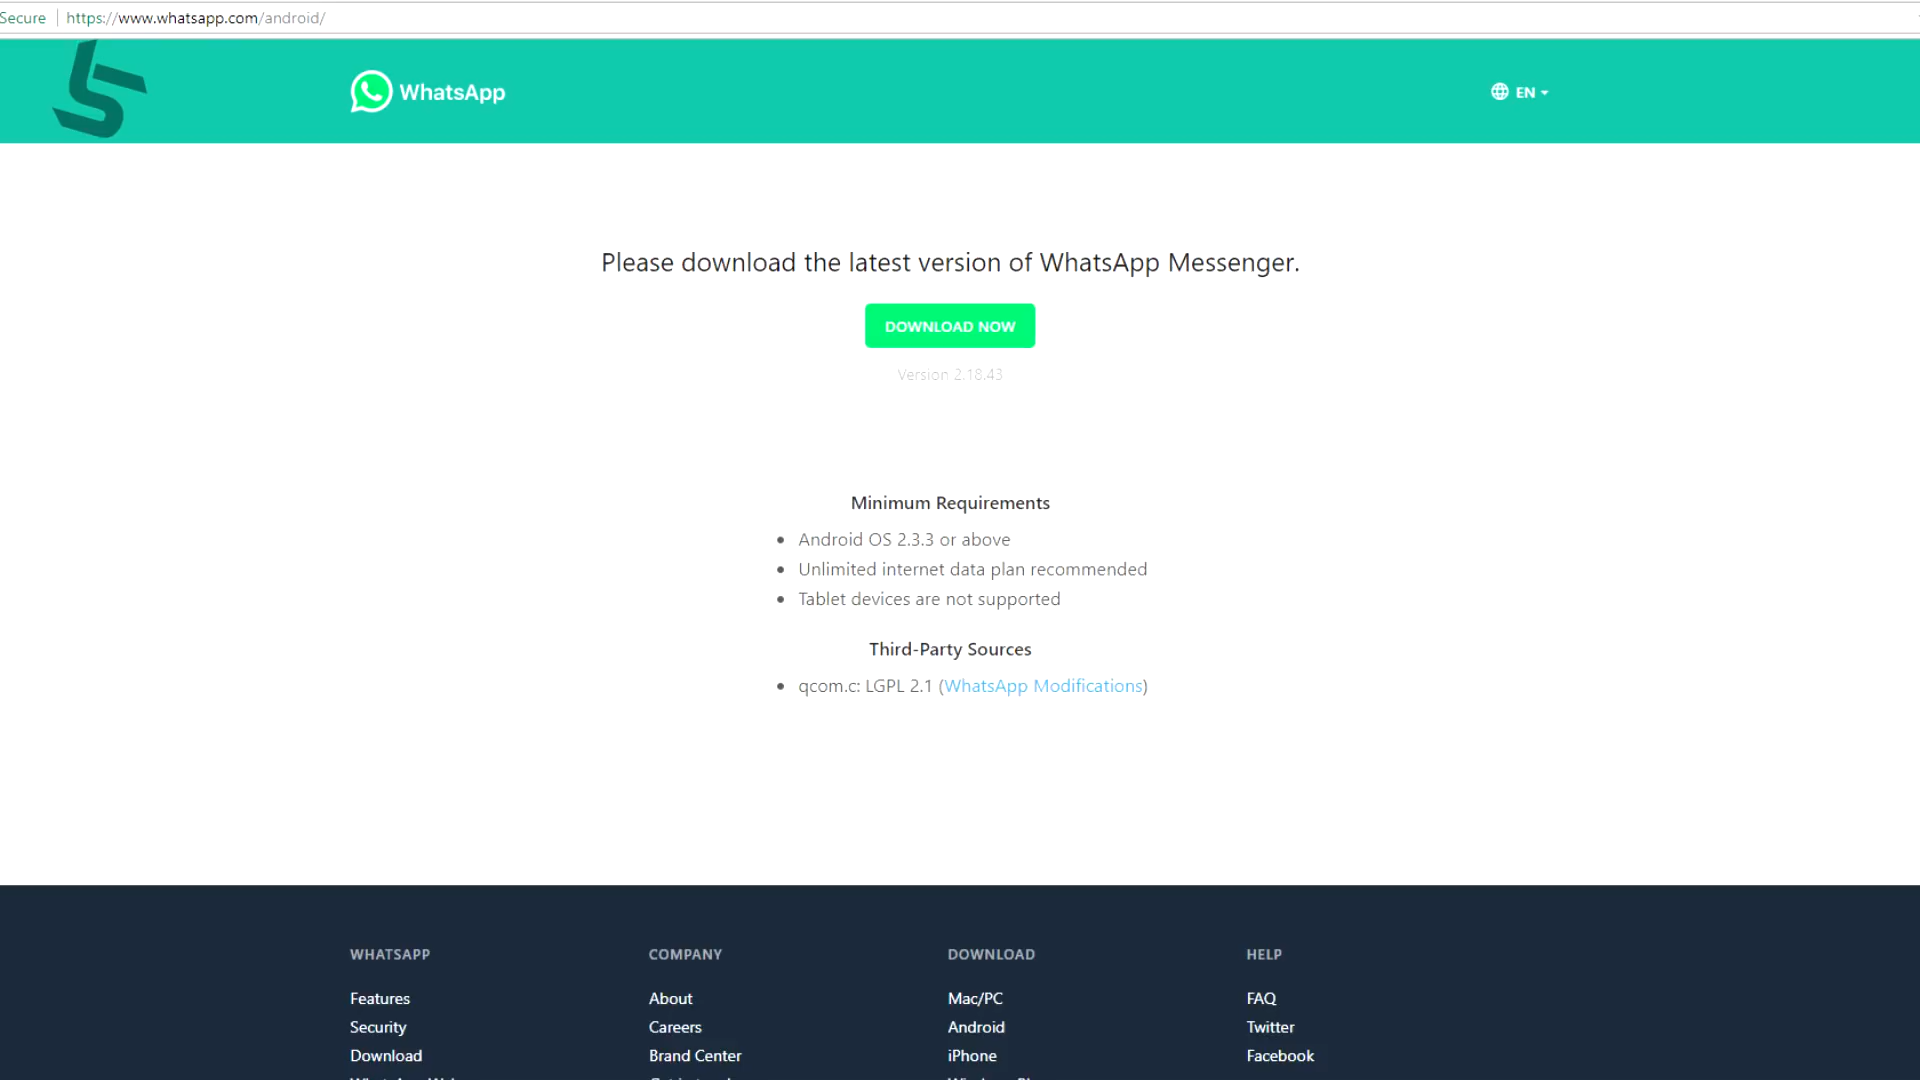 Secure | https://www.whatsapp.com/android/
WhatsApp
EN
Please download the latest version of WhatsApp Messenger.
DOWNLOAD NOW
Version 2.18.43
Minimum Requirements
Android OS 2.3.3 or above
Unlimited internet data plan recommended
Tablet devices are not supported
Third-Party Sources
qcom.c: LGPL 2.1 (WhatsApp Modifications)
WHATSAPP
Features
Security
Download
COMPANY
About
Careers
Brand Center
DOWNLOAD
Mac/PC
Android
iPhone
HELP
FAQ
Twitter
Facebook